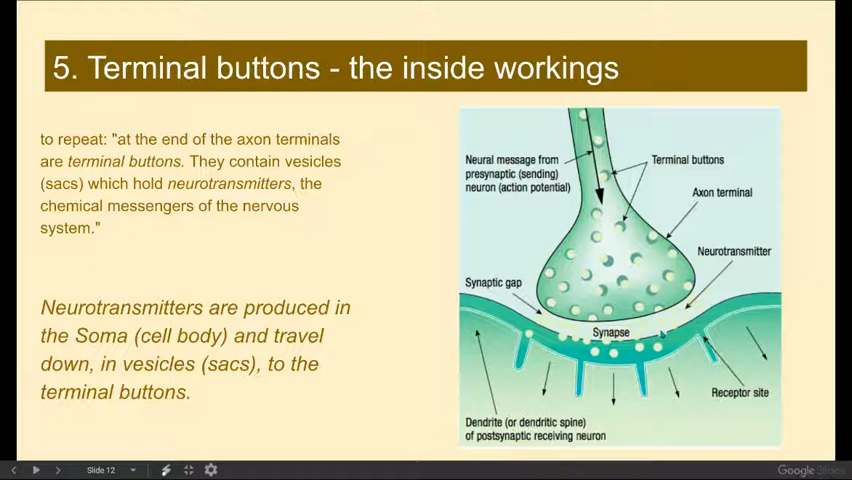 5. Terminal buttons - the inside workings
to repeat: "at the end of the axon terminals
are terminal buttons. They contain vesicles
(sacs) which hold neurotransmitters, the
chemical messengers of the nervous
system."
Neurotransmitters are produced in
the Soma (cell body) and travel
down, in vesicles (sacs), to the
terminal buttons.
Neural message from
presynaptic (sending)
neuron (action potential)
Terminal buttons
Axon terminal
Neurotransmitter
Synaptic gap
Synapse
Receptor site
Dendrite (or dendritic spine)
of postsynaptic receiving neuron
Slide 12
Google Slides